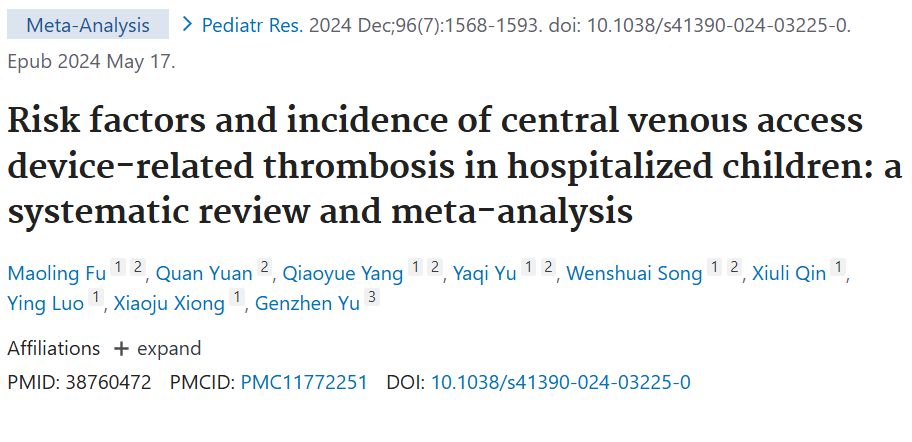 Meta-Analysis > Pediatr Res. 2024 Dec;96(7):1568-1593. doi: 10.1038/s41390-024-03225-0.
Epub 2024 May 17.
Risk factors and incidence of central venous access
device-related thrombosis in hospitalized children: a
systematic review and meta-analysis
Maoling Fu 1 2, Quan Yuan 2, Qiaoyue Yang 1 2, Yaqi Yu 1 2, Wenshuai Song 1 2, Xiuli Qin 1,
Ying Luo 1, Xiaoju Xiong 1, Genzhen Yu 3
Affiliations + expand
PMID: 38760472 PMCID: PMC11772251 DOI: 10.1038/s41390-024-03225-0